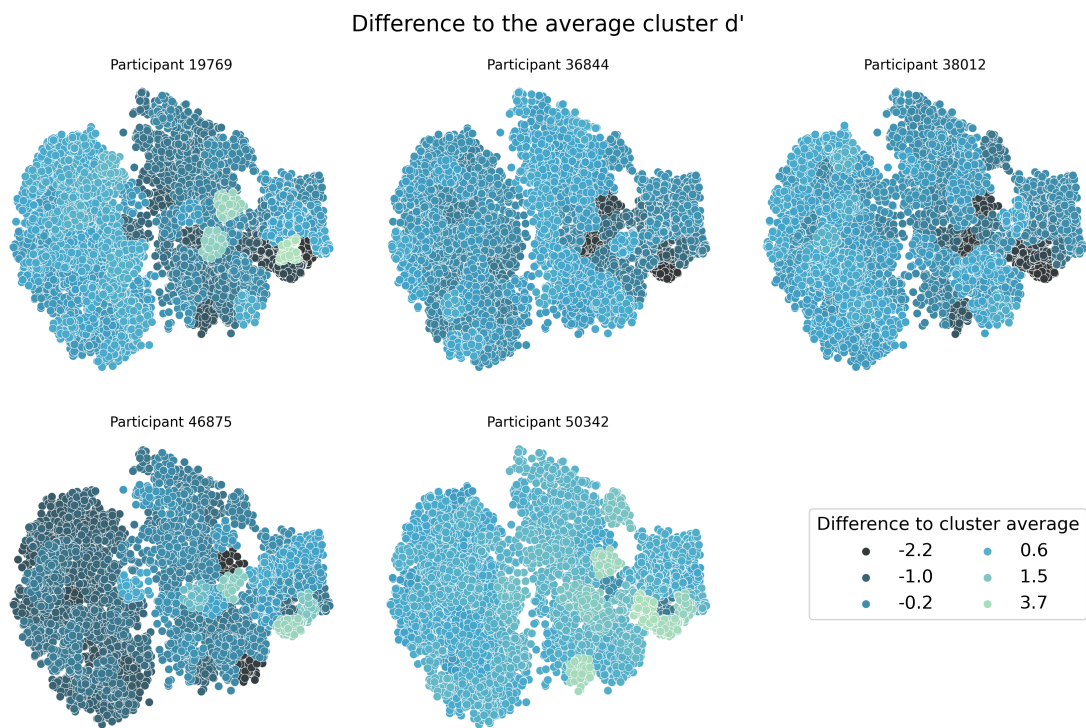 Difference to the average cluster d'
Participant 19769
Participant 36844
Participant 38012
Participant 46875
Participant 50342
Difference to cluster average
-2.2 0.6
-1.0 1.5
-0.2 3.7